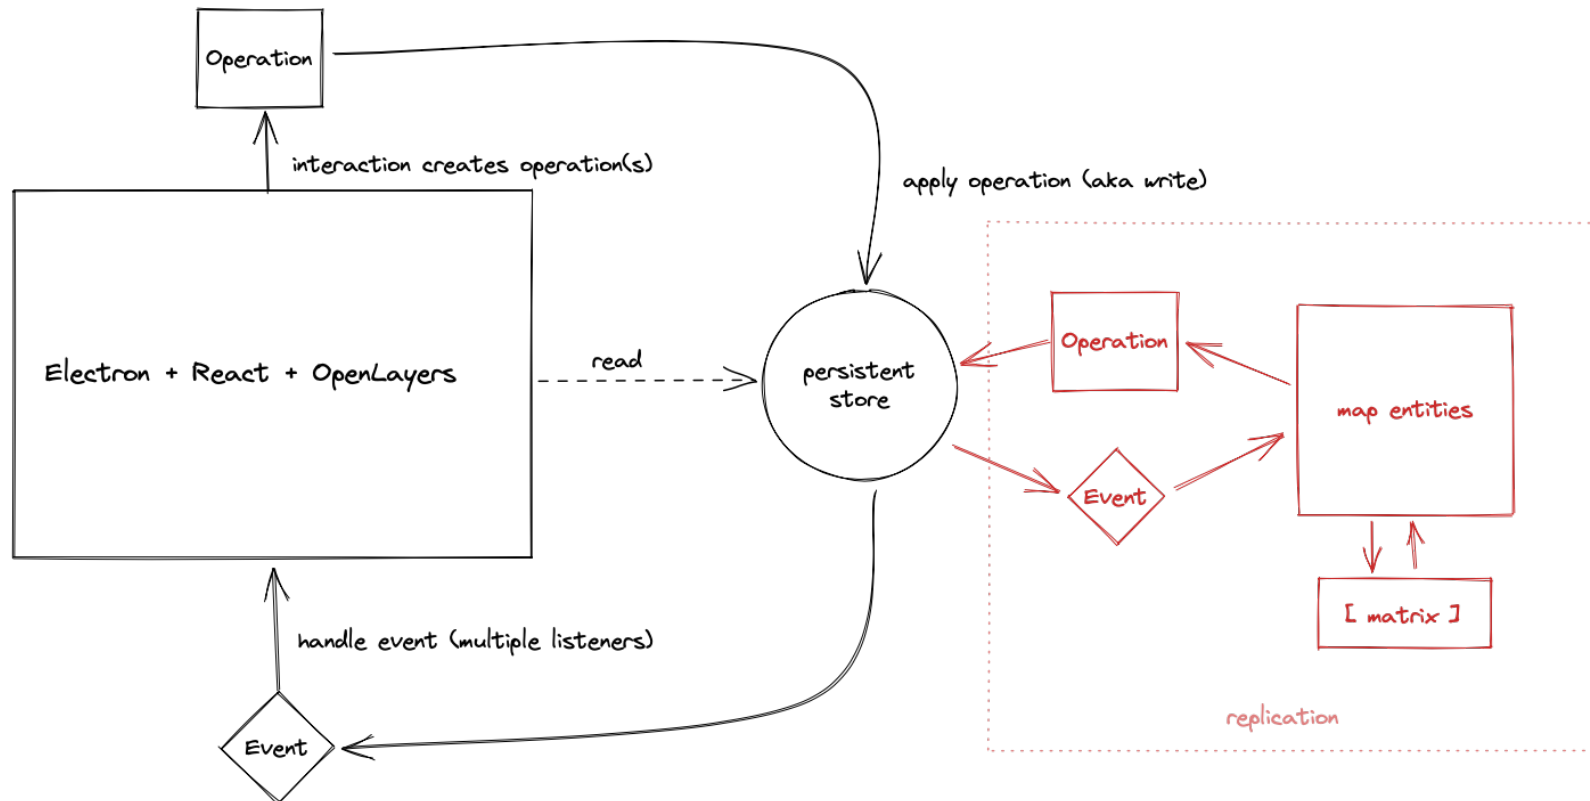 Operation
interaction creates operation(s)
apply operation (aka write)
Electron + React + OpenLayers
read
persistent
store
Operation
map entities
Event
[ matrix ]
handle event (multiple listeners)
replication
Event